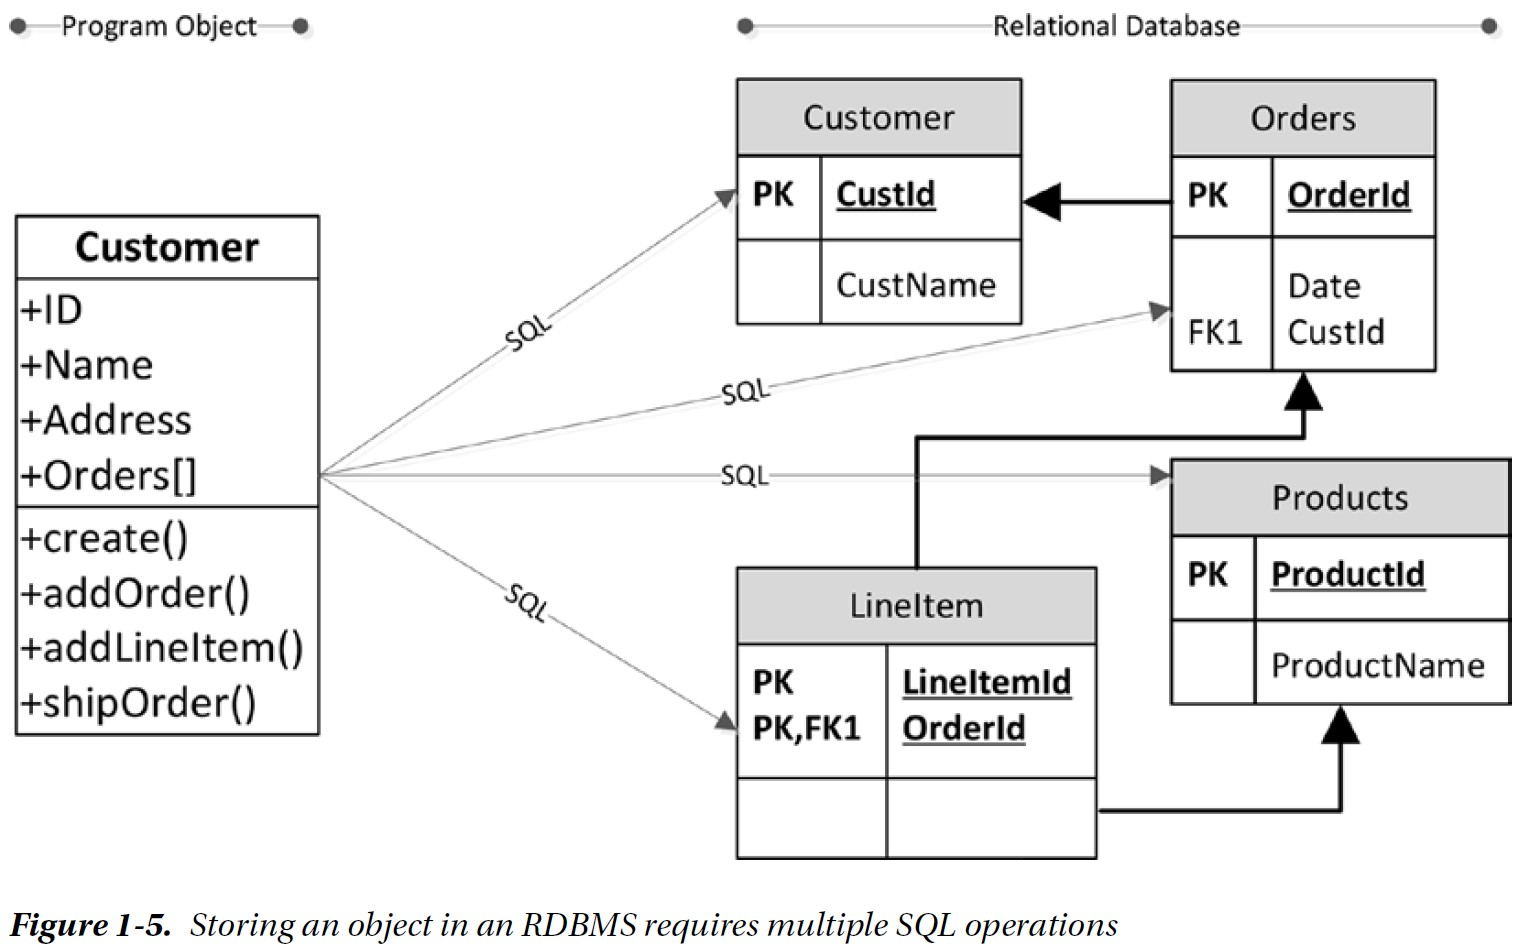 Program Object
Relational Database
Customer
+ID
+Name
+Address
+Orders[]
+create()
+addOrder()
+addLineItem()
+shipOrder()
SQL
SQL
SQL
SQL
Customer
PK CustId
CustName
Orders
PK OrderId
Date
FK1 CustId
Products
PK ProductId
ProductName
LineItem
PK LineItemId
PK,FK1 OrderId
Figure 1-5. Storing an object in an RDBMS requires multiple SQL operations